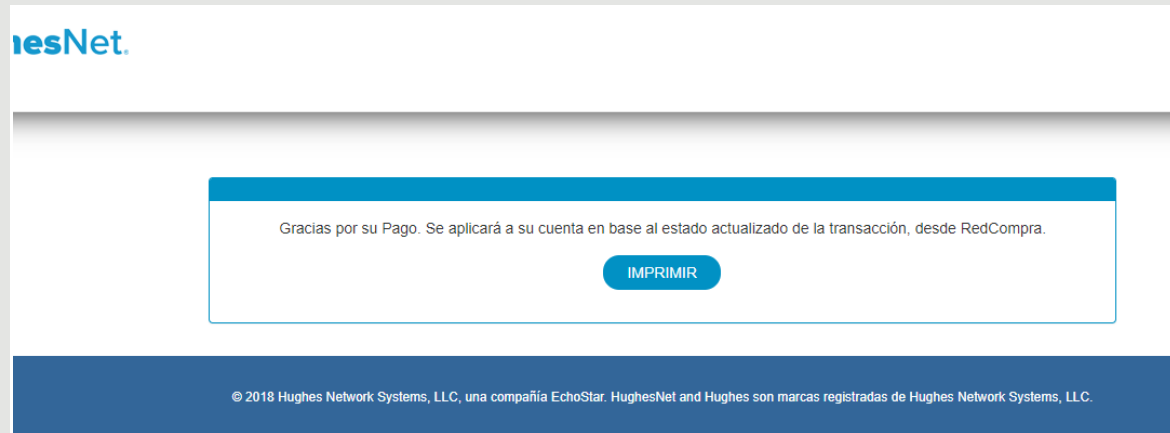 hesNet.
Gracias por su Pago. Se aplicará a su cuenta en base al estado actualizado de la transacción, desde RedCompra.
IMPRIMIR
© 2018 Hughes Network Systems, LLC, una compañía EchoStar. HughesNet and Hughes son marcas registradas de Hughes Network Systems, LLC.